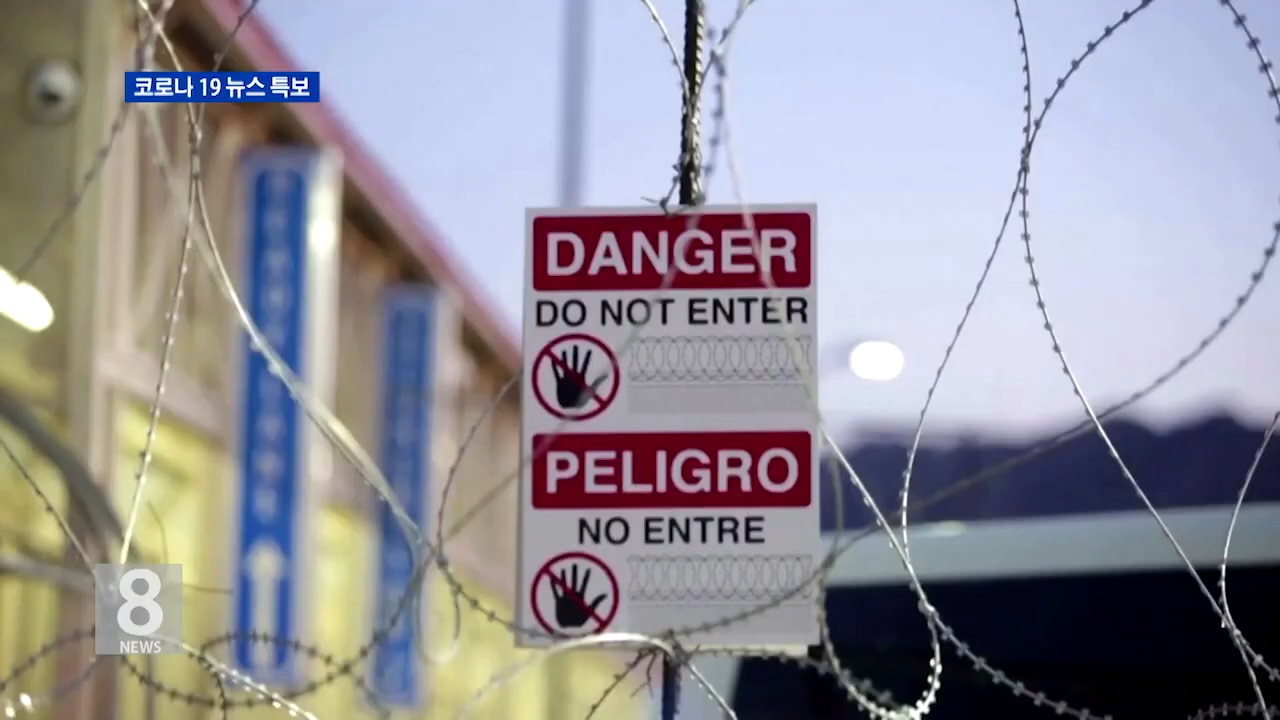 코로나 19 뉴스 특보
DANGER
DO NOT ENTER
PELIGRO
NO ENTRE
8
NEWS